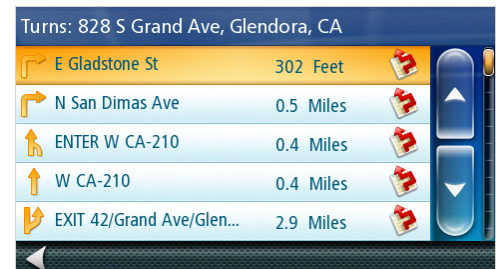 Turns: 828 S Grand Ave, Glendora, CA
E Gladstone St 302 Feet
N San Dimas Ave 0.5 Miles
ENTER W CA-210 0.4 Miles
W CA-210 0.4 Miles
EXIT 42/Grand Ave/Glen... 2.9 Miles